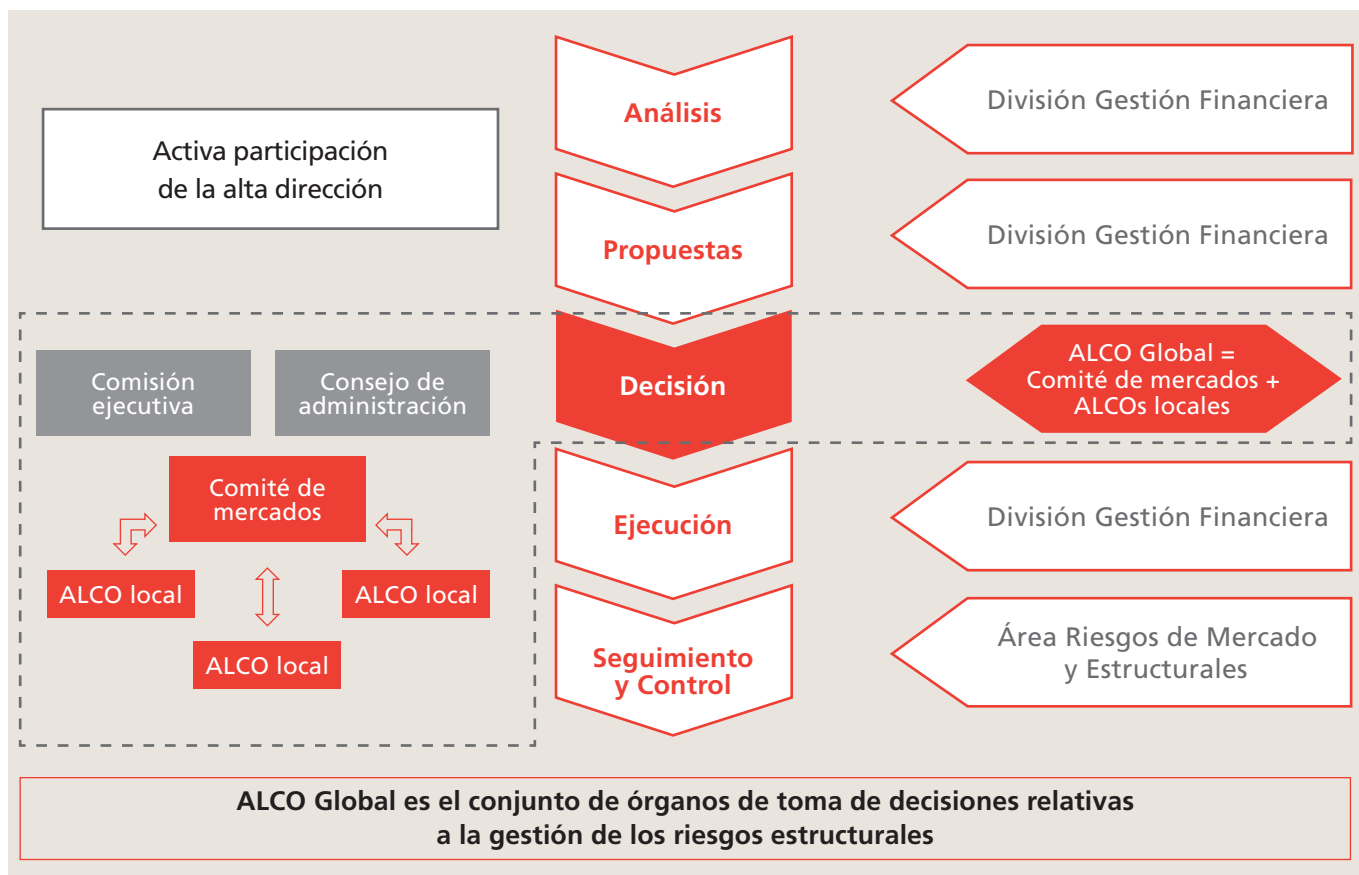 Activa participación
de la alta dirección
Análisis
División Gestión Financiera
Propuestas
División Gestión Financiera
Comisión
ejecutiva
Consejo de
administración
Decisión
ALCO Global =
Comité de mercados +
ALCOs locales
Comité de
mercados
ALCO local
ALCO local
ALCO local
Ejecución
División Gestión Financiera
Seguimiento
y Control
Área Riesgos de Mercado
y Estructurales
ALCO Global es el conjunto de órganos de toma de decisiones relativas
a la gestión de los riesgos estructurales